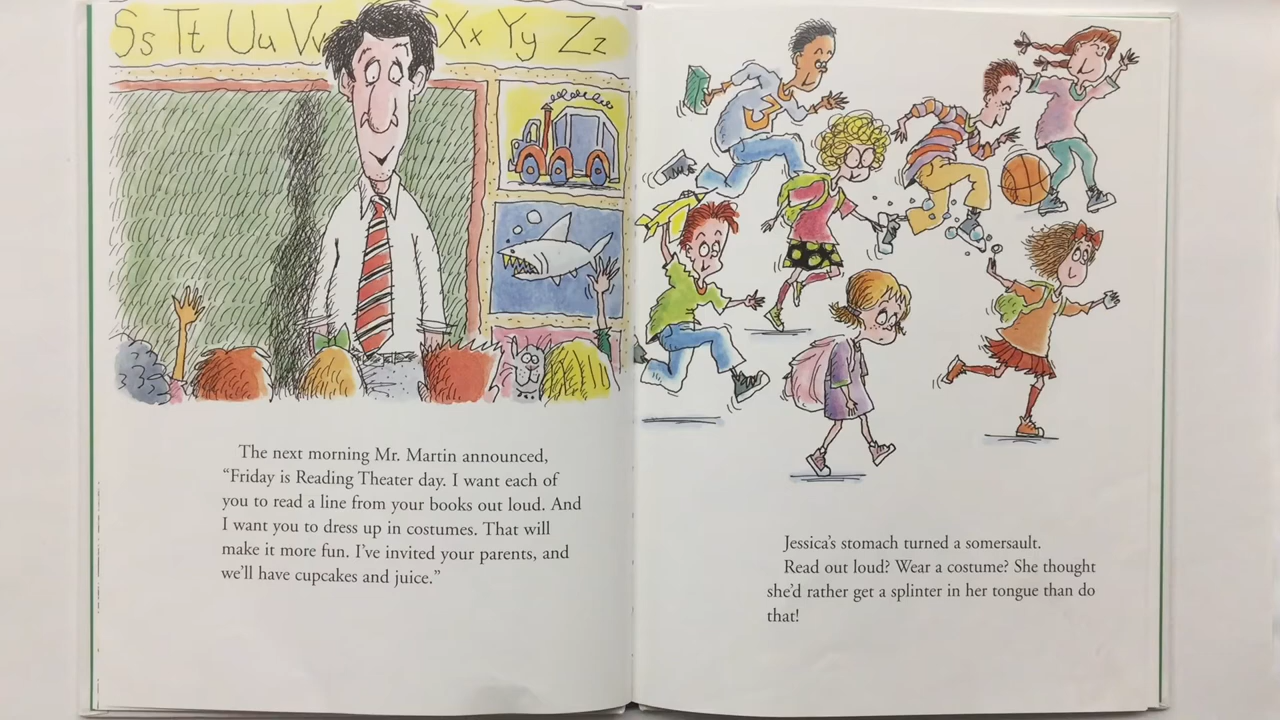 Ss Tt Uu Vv Xx Yy Zz
The next morning Mr. Martin announced,
“Friday is Reading Theater day. I want each of
you to read a line from your books out loud. And
I want you to dress up in costumes. That will
make it more fun. I’ve invited your parents, and
we’ll have cupcakes and juice.”
Jessica’s stomach turned a somersault.
Read out loud? Wear a costume? She thought
she’d rather get a splinter in her tongue than do
that!